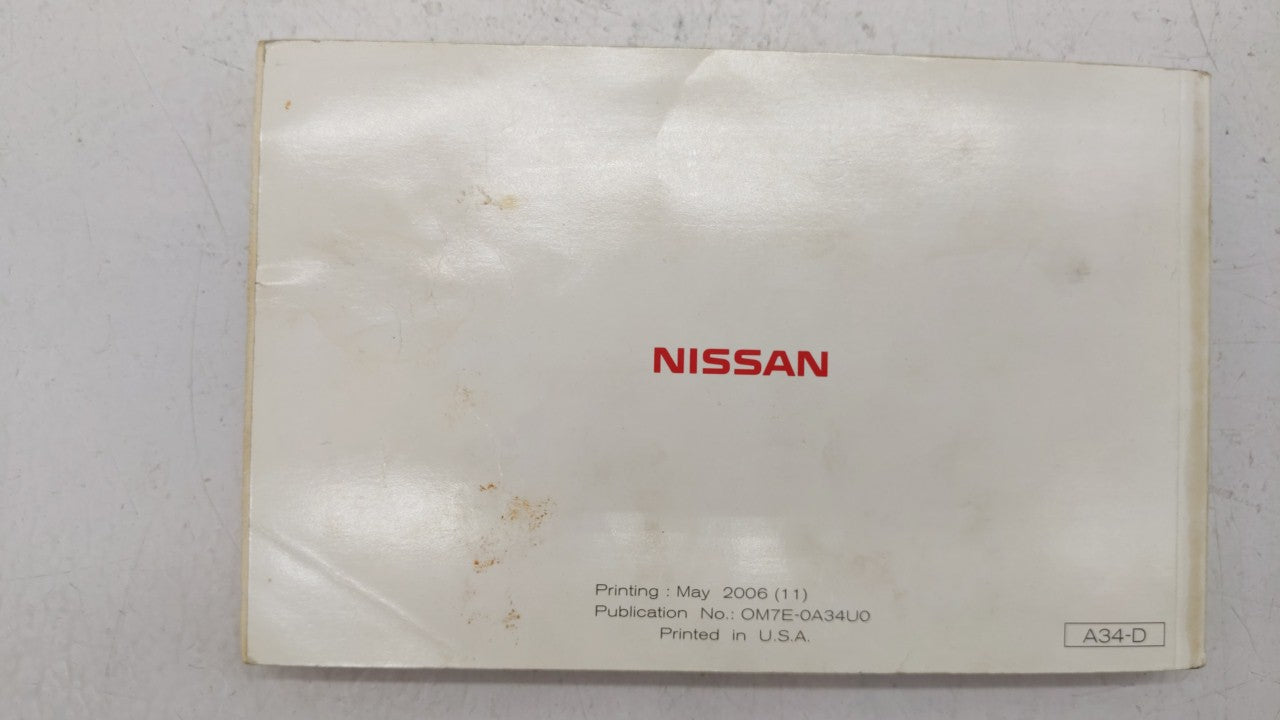 NISSAN
Printing : May 2006 (11)
Publication No.: OM7E-0A34U0
Printed in U.S.A.
A34-D